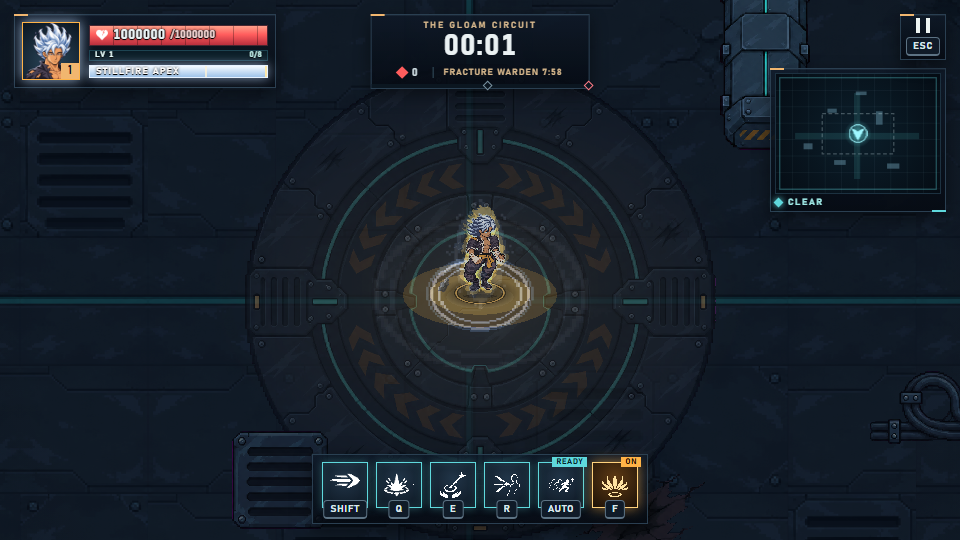 1000000 /1000000
LV 1
0/8
STILLFIRE APEX
1
THE GLOAM CIRCUIT
00:01
0
FRACTURE WARDEN 7:58
ESC
CLEAR
READY
ON
SHIFT
Q
E
R
AUTO
F